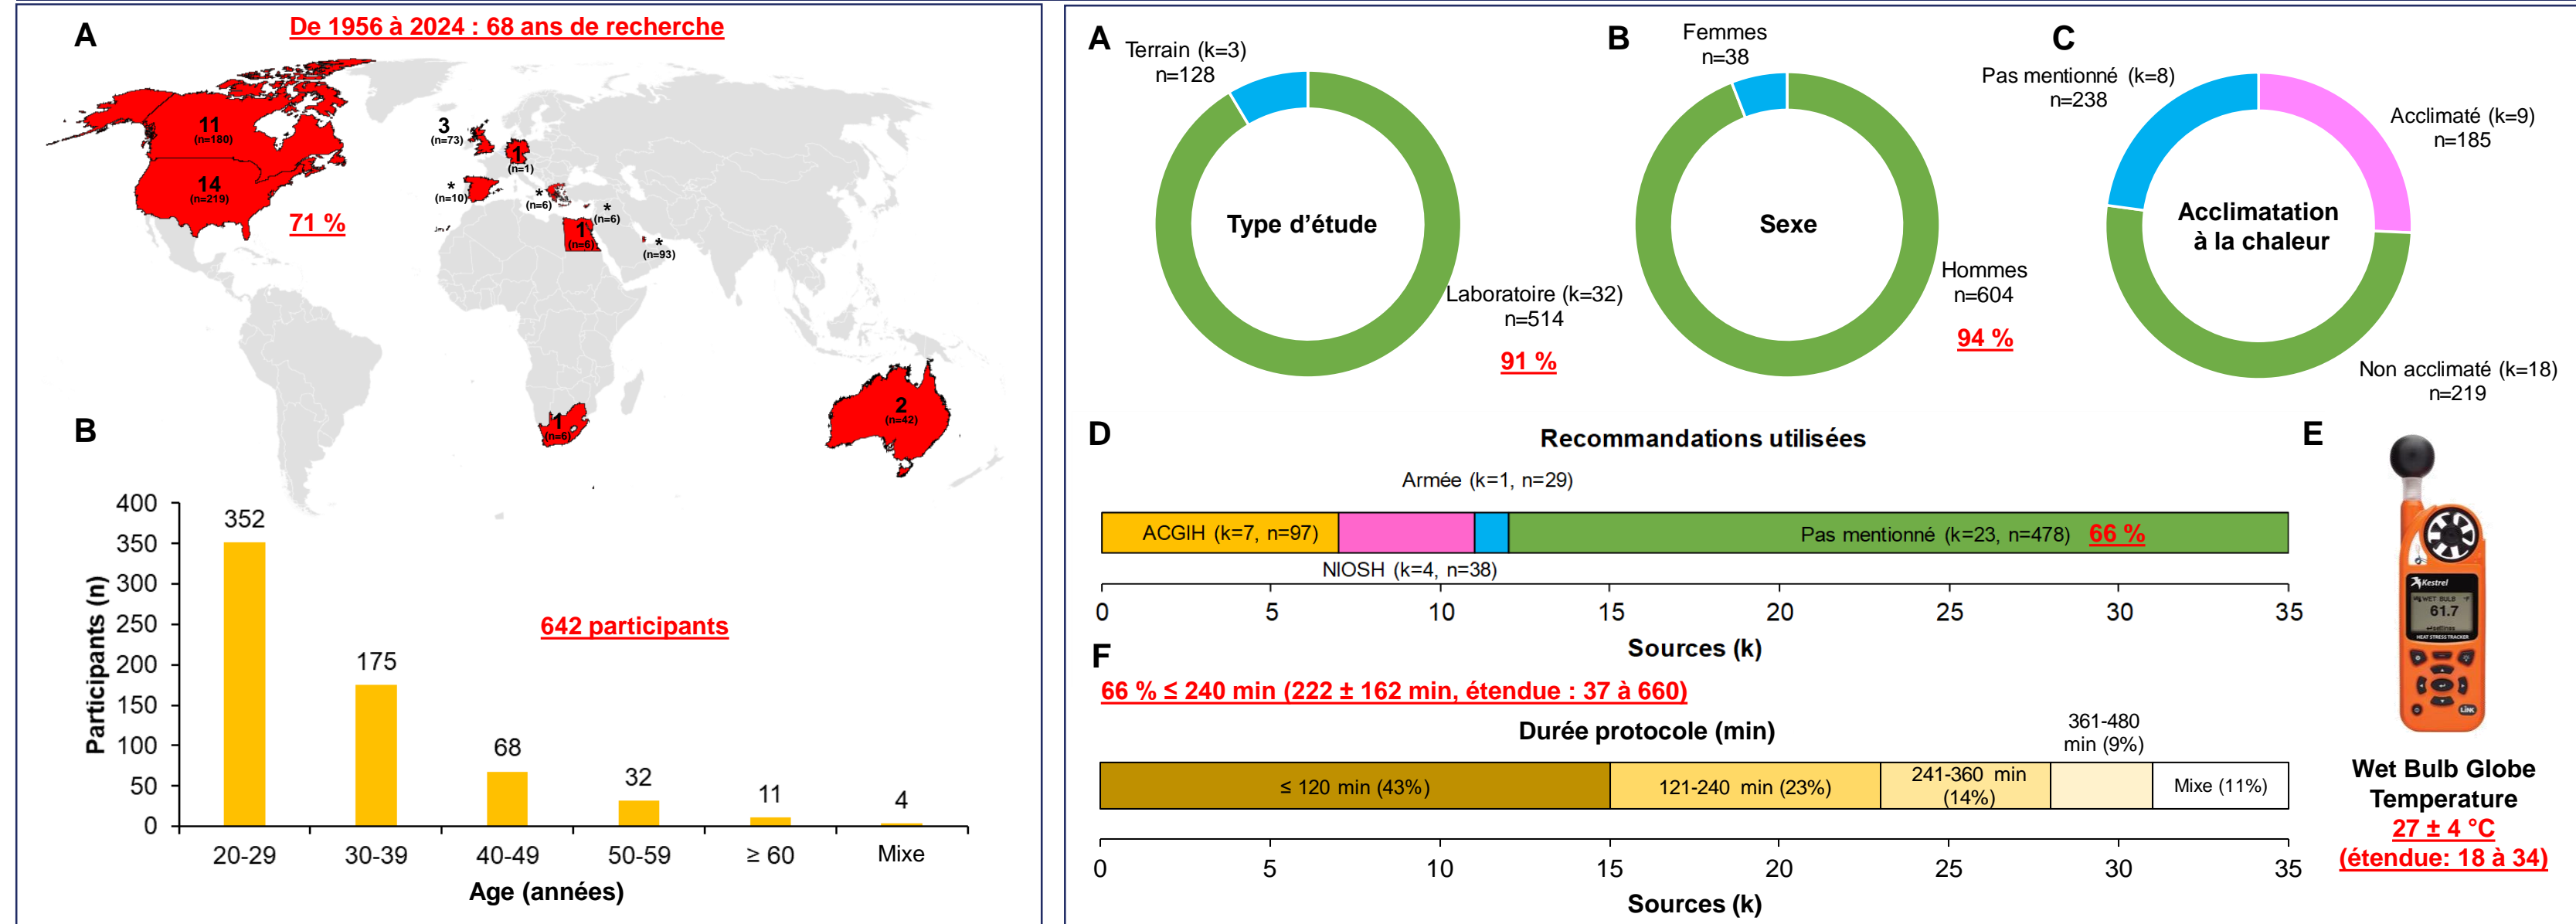 A
De 1956 à 2024 : 68 ans de recherche
11
(n=180)
14
(n=219)
71 %
3
(n=73)
1
(n=1)
*
(n=10)
*
(n=6)
*
(n=6)
1
(n=6)
*
(n=93)
1
(n=6)
2
(n=42)
B
642 participants
Participants (n)
400
350
300
250
200
150
100
50
0
352
175
68
32
11
4
20-29
30-39
40-49
50-59
≥ 60
Mixe
Age (années)
A
Terrain (k=3)
n=128
Type d’étude
Laboratoire (k=32)
n=514
91 %
B
Femmes
n=38
Sexe
Hommes
n=604
94 %
C
Pas mentionné (k=8)
n=238
Acclimaté (k=9)
n=185
Acclimatation
à la chaleur
Non acclimaté (k=18)
n=219
D
Recommandations utilisées
Armée (k=1, n=29)
ACGIH (k=7, n=97)
Pas mentionné (k=23, n=478) 66 %
NIOSH (k=4, n=38)
0 5 10 15 20 25 30 35
Sources (k)
E
Kestrel
WET BULB
61.7
HEAT STRESS TRACKER
LiNK
Wet Bulb Globe
Temperature
27 ± 4 °C
(étendue: 18 à 34)
F
66 % ≤ 240 min (222 ± 162 min, étendue : 37 à 660)
Durée protocole (min)
361-480
min (9%)
≤ 120 min (43%)
121-240 min (23%)
241-360 min
(14%)
Mixe (11%)
0 5 10 15 20 25 30 35
Sources (k)